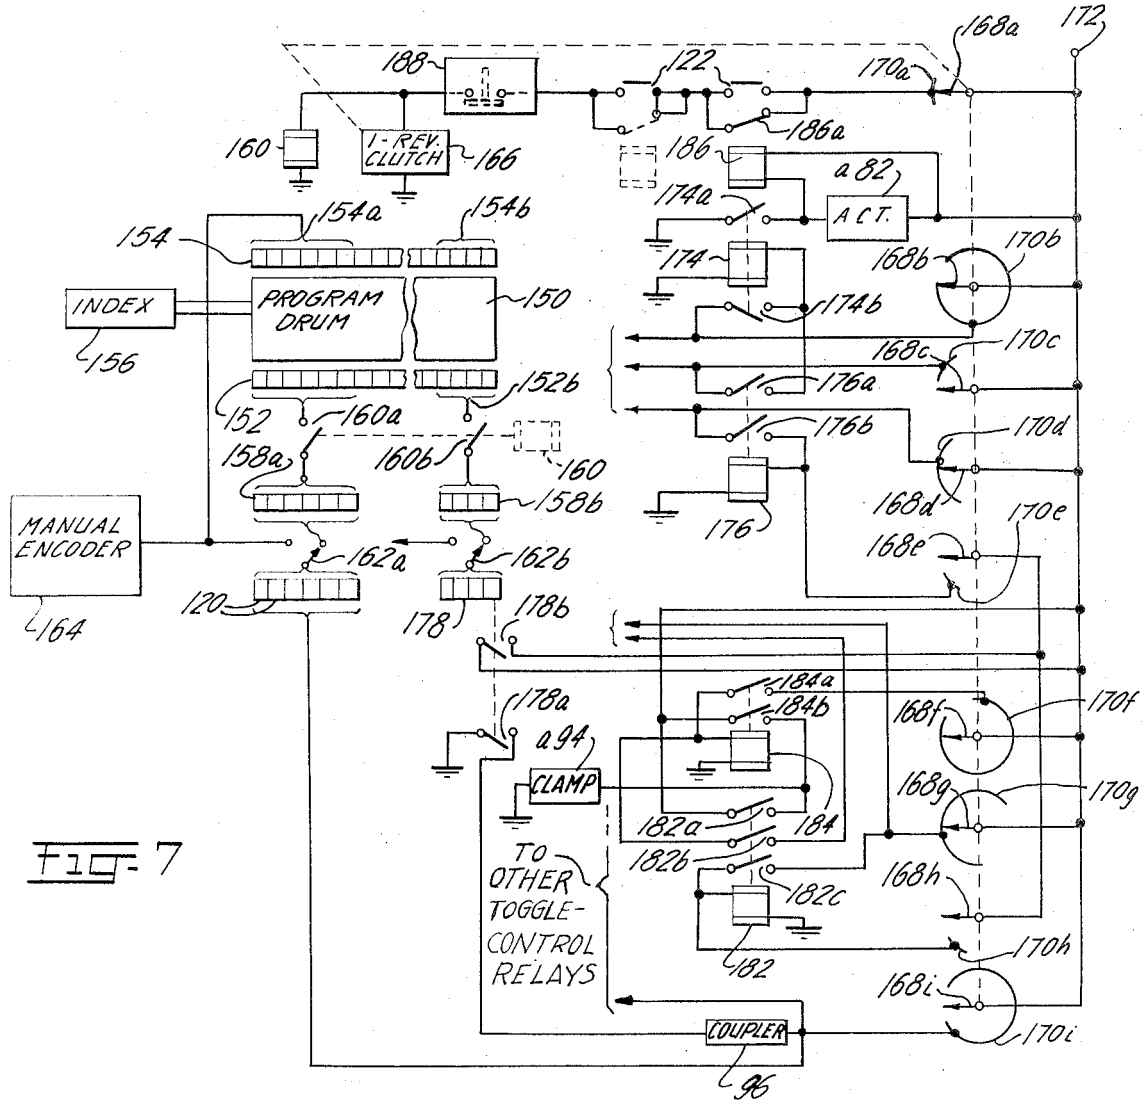 172
168a
188
122
170a
186a
160
1-REV.
CLUTCH
166
186
a 82
174a
ACT.
154a
154b
154
174
168b
170b
INDEX
PROGRAM
DRUM
150
156
174b
168c
170c
152
152b
160a
176a
176b
170d
158a
160b
160
158b
176
168d
170e
MANUAL
ENCODER
162a
162b
168e
164
120
178
178b
184a
184b
178a
168f
170f
a 94
CLAMP
182a
184
168g
170g
182b
182c
FIG. 7
TO
OTHER
TOGGLE-
CONTROL
RELAYS
168h
182
170h
168i
COUPLER
170i
96